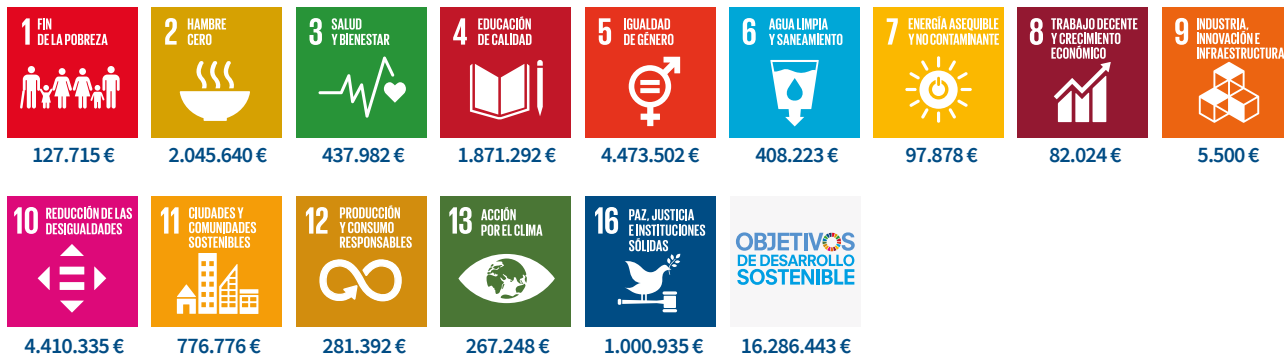 1 FIN
DE LA POBREZA
127.715 €
2 HAMBRE
CERO
2.045.640 €
3 SALUD
Y BIENESTAR
437.982 €
4 EDUCACIÓN
DE CALIDAD
1.871.292 €
5 IGUALDAD
DE GÉNERO
4.473.502 €
6 AGUA LIMPIA
Y SANEAMIENTO
408.223 €
7 ENERGÍA ASEQUIBLE
Y NO CONTAMINANTE
97.878 €
8 TRABAJO DECENTE
Y CRECIMIENTO
ECONÓMICO
82.024 €
9 INDUSTRIA,
INNOVACIÓN E
INFRAESTRUCTURA
5.500 €
10 REDUCCIÓN DE LAS
DESIGUALDADES
4.410.335 €
11 CIUDADES Y
COMUNIDADES
SOSTENIBLES
776.776 €
12 PRODUCCIÓN
Y CONSUMO
RESPONSABLES
281.392 €
13 ACCIÓN
POR EL CLIMA
267.248 €
16 PAZ, JUSTICIA
E INSTITUCIONES
SÓLIDAS
1.000.935 €
OBJETIVOS
DE DESARROLLO
SOSTENIBLE
16.286.443 €